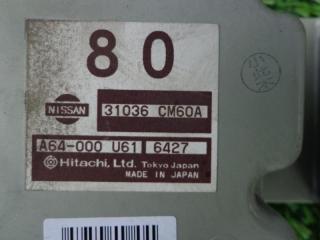 80
NISSAN 31036 CM60A
A64-000 U61 6427
Hitachi, Ltd. Tokyo Japan
MADE IN JAPAN